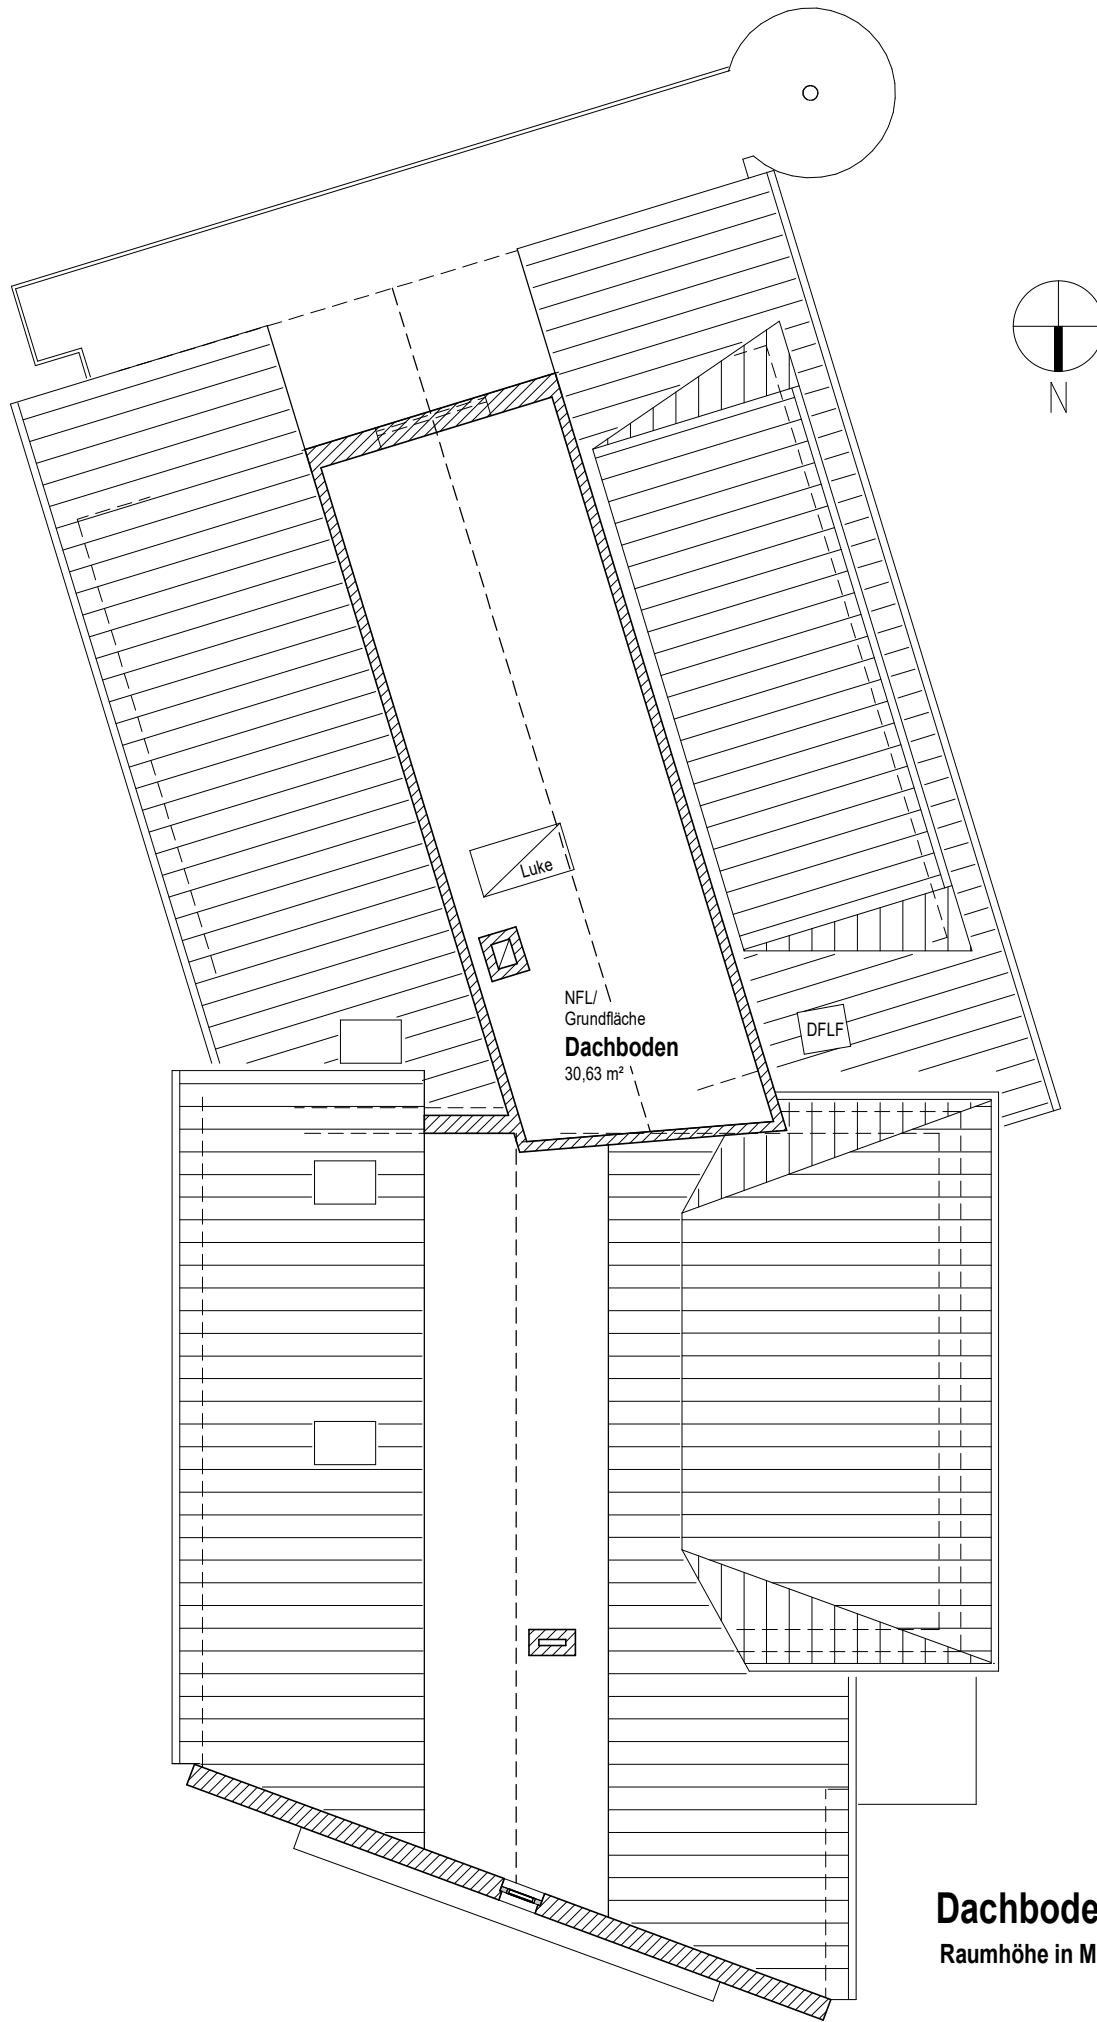 N
Luke
NFL/
Grundfläche
Dachboden
30,63 m²
DFLF
Dachbode
Raumhöhe in M